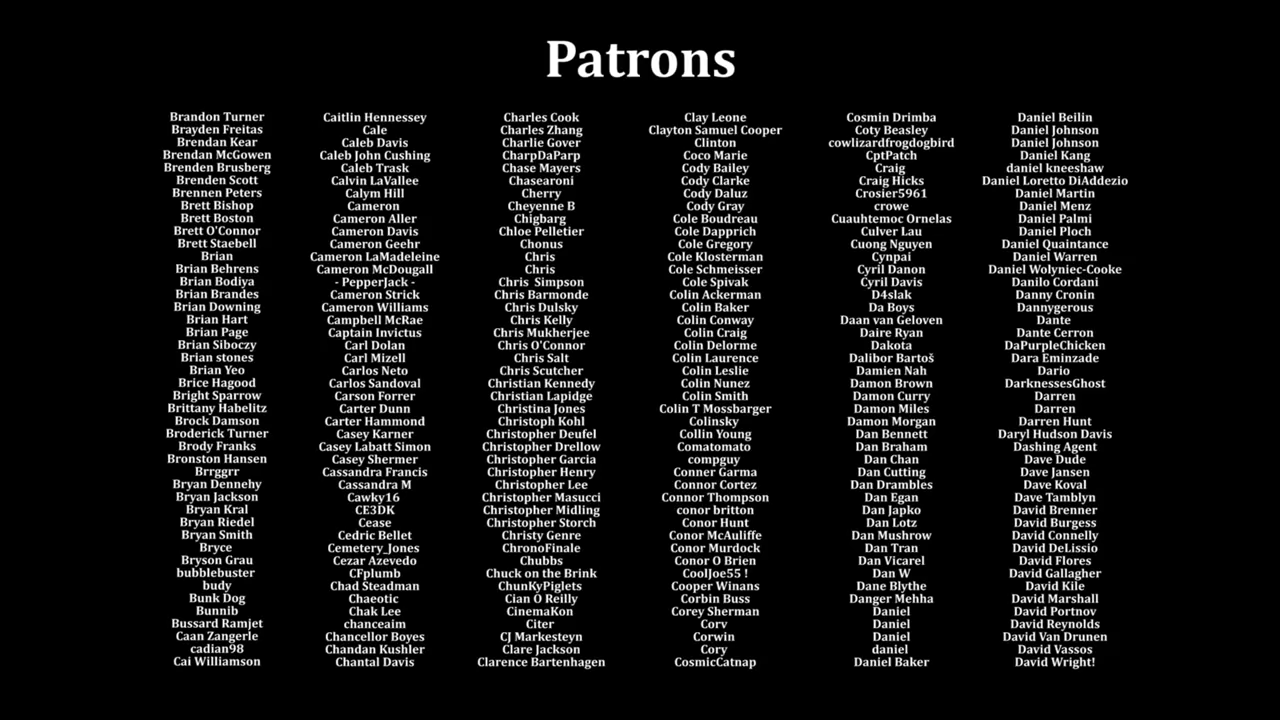 Patrons
Brandon Turner
Brayden Freitas
Brendan Kear
Brendan McGowen
Brenden Brusberg
Brenden Scott
Brennen Peters
Brett Bishop
Brett Boston
Brett O'Connor
Brett Staebell
Brian
Brian Behrens
Brian Bodiya
Brian Brandes
Brian Downing
Brian Hart
Brian Page
Brian Siboczy
Brian stones
Brian Yeo
Brice Hagood
Bright Sparrow
Brittany Habelitz
Brock Damson
Broderick Turner
Brody Franks
Bronston Hansen
Brrggrr
Bryan Dennehy
Bryan Jackson
Bryan Kral
Bryan Riedel
Bryan Smith
Bryce
Bryson Grau
bubblebuster
budy
Bunk Dog
Bunnib
Bussard Ramjet
Caan Zangerle
cadian98
Cai Williamson
Caitlin Hennessey
Cale
Caleb Davis
Caleb John Cushing
Caleb Trask
Calvin LaVallee
Calym Hill
Cameron
Cameron Aller
Cameron Davis
Cameron Geehr
Cameron LaMadeleine
Cameron McDougall
- PepperJack -
Cameron Strick
Cameron Williams
Campbell McRae
Captain Invictus
Carl Dolan
Carl Mizell
Carlos Neto
Carlos Sandoval
Carson Forrer
Carter Dunn
Carter Hammond
Casey Karner
Casey Labatt Simon
Casey Shermer
Cassandra Francis
Cassandra M
Cawky16
CE3DK
Cease
Cedric Bellet
Cemetery_Jones
Cezar Azevedo
CFplumb
Chad Steadman
Chaeotic
Chak Lee
chanceaim
Chancellor Boyes
Chandan Kushler
Chantal Davis
Charles Cook
Charles Zhang
Charlie Gover
CharpDaParp
Chase Mayers
Chasearoni
Cherry
Cheyenne B
Chigbarg
Chloe Pelletier
Chonus
Chris
Chris
Chris  Simpson
Chris Barmonde
Chris Dulsky
Chris Kelly
Chris Mukherjee
Chris O'Connor
Chris Salt
Chris Scutcher
Christian Kennedy
Christian Lapidge
Christina Jones
Christoph Kohl
Christopher Deufel
Christopher Drellow
Christopher Garcia
Christopher Henry
Christopher Lee
Christopher Masucci
Christopher Midling
Christopher Storch
Christy Genre
ChronoFinale
Chubbs
Chuck on the Brink
ChunKyPiglets
Cian O Reilly
CinemaKon
Citer
CJ Markesteyn
Clare Jackson
Clarence Bartenhagen
Clay Leone
Clayton Samuel Cooper
Clinton
Coco Marie
Cody Bailey
Cody Clarke
Cody Daluz
Cody Gray
Cole Boudreau
Cole Dapprich
Cole Gregory
Cole Klosterman
Cole Schmeisser
Cole Spivak
Colin Ackerman
Colin Baker
Colin Conway
Colin Craig
Colin Delorme
Colin Laurence
Colin Leslie
Colin Nunez
Colin Smith
Colin T Mossbarger
Colinsky
Collin Young
Comatomato
compguy
Conner Garma
Connor Cortez
Connor Thompson
conor britton
Conor Hunt
Conor McAuliffe
Conor Murdock
Conor O Brien
CoolJoe55 !
Cooper Winans
Corbin Buss
Corey Sherman
Corv
Corwin
Cory
CosmicCatnap
Cosmin Drimba
Coty Beasley
cowlizardfrogdogbird
CptPatch
Craig
Craig Hicks
Crosier5961
crowe
Cuauhtemoc Ornelas
Culver Lau
Cuong Nguyen
Cynpai
Cyril Danon
Cyril Davis
D4slak
Da Boys
Daan van Geloven
Daire Ryan
Dakota
Dalibor Bartoš
Damien Nah
Damon Brown
Damon Curry
Damon Miles
Damon Morgan
Dan Bennett
Dan Braham
Dan Chan
Dan Cutting
Dan Drambles
Dan Egan
Dan Japko
Dan Lotz
Dan Mushrow
Dan Tran
Dan Vicarel
Dan W
Dane Blythe
Danger Mehha
Daniel
Daniel
Daniel
daniel
Daniel Baker
Daniel Beilin
Daniel Johnson
Daniel Johnson
Daniel Kang
daniel kneeshaw
Daniel Loretto DiAddezio
Daniel Martin
Daniel Menz
Daniel Palmi
Daniel Ploch
Daniel Quaintance
Daniel Warren
Daniel Wolyniec-Cooke
Danilo Cordani
Danny Cronin
Dannygerous
Dante
Dante Cerron
DaPurpleChicken
Dara Eminzade
Dario
DarknessesGhost
Darren
Darren
Darren Hunt
Daryl Hudson Davis
Dashing Agent
Dave Dude
Dave Jansen
Dave Koval
Dave Tamblyn
David Brenner
David Burgess
David Connelly
David DeLissio
David Flores
David Gallagher
David Kile
David Marshall
David Portnov
David Reynolds
David Van Drunen
David Vassos
David Wright!